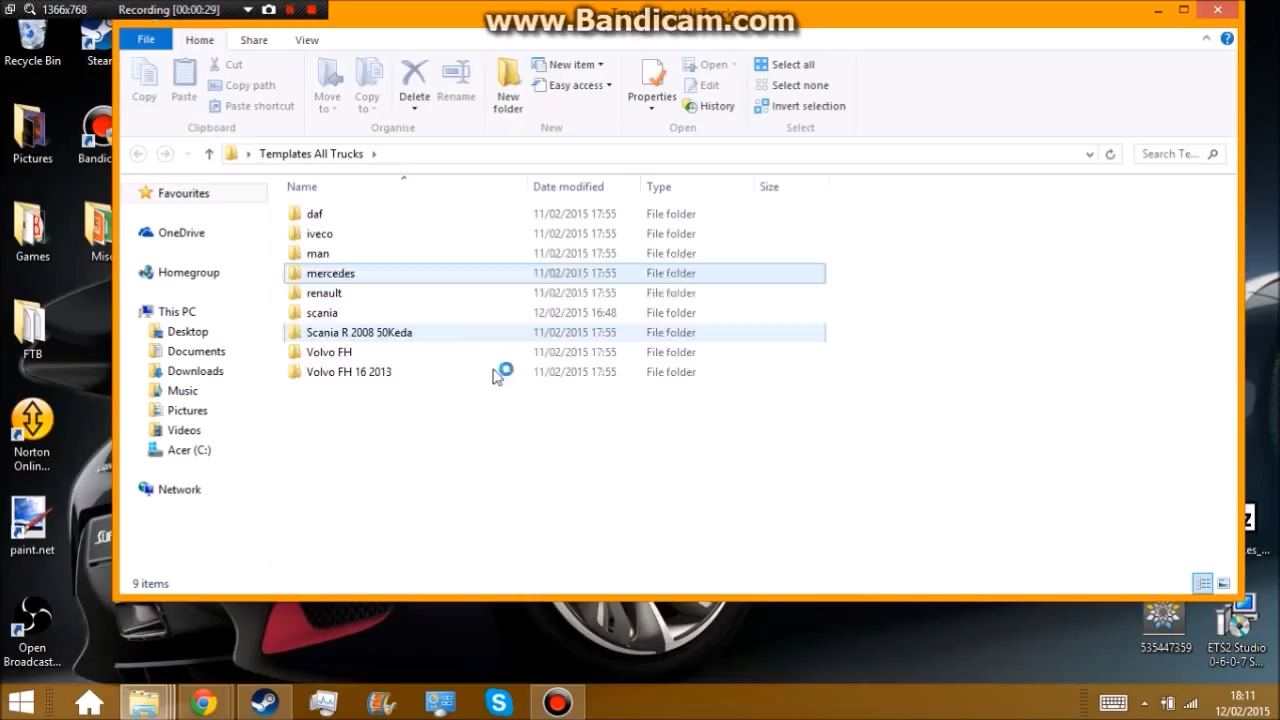 1366x768 Recording [00:00:29]
www.Bandicam.com
File Home Share View
Copy Paste Cut Copy path Paste shortcut
Clipboard
Move to Copy to Delete Rename
Organise
New folder New item Easy access
New
Properties Open Edit History
Open
Select all Select none Invert selection
Select
Templates All Trucks
Search Te...
Favourites
OneDrive
Homegroup
This PC
Desktop
Documents
Downloads
Music
Pictures
Videos
Acer (C:)
Network
Name Date modified Type Size
daf 11/02/2015 17:55 File folder
iveco 11/02/2015 17:55 File folder
man 11/02/2015 17:55 File folder
mercedes 11/02/2015 17:55 File folder
renault 11/02/2015 17:55 File folder
scania 12/02/2015 16:48 File folder
Scania R 2008 50Keda 11/02/2015 17:55 File folder
Volvo FH 11/02/2015 17:55 File folder
Volvo FH 16 2013 11/02/2015 17:55 File folder
9 items
Recycle Bin
Stear
Pictures
Bandic
Games
Misc
FTB
Norton
Onlin...
paint.net
Open
Broadcast...
535447359
ETS2 Studio
0-6-0-7 S...
18:11
12/02/2015